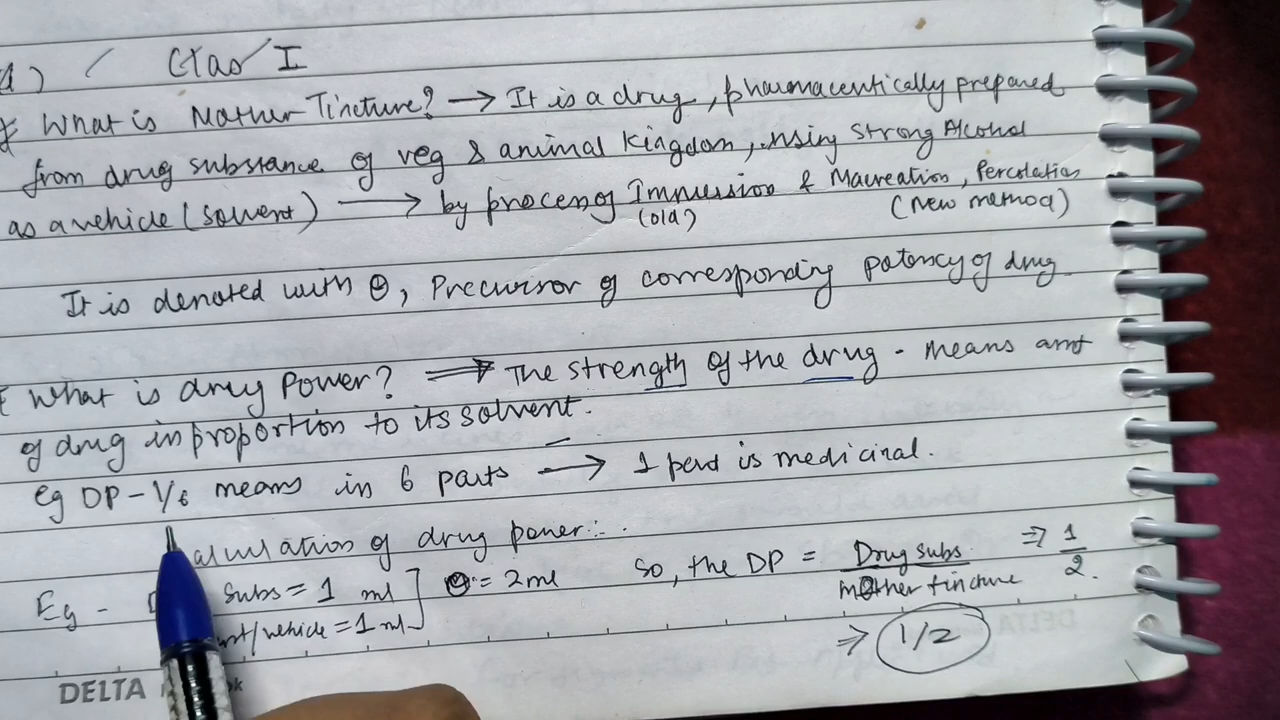 Class I
* What is Mother Tincture? → It is a drug, pharmaceutically prepared
from drug substance of veg & animal kingdom, using strong Alcohol
as a vehicle (solvent) → by process of Immersion & Macreation, Percolation
(old) (new method)
It is denoted with θ, Precursor of corresponding potency of drug
* What is drug Power? ⇒ The strength of the drug - means amt
of drug in proportion to its solvent.
eg DP - 1/6 means in 6 parts → 1 part is medicinal.
alculation of drug power:-
Eg - subs = 1 ml ] θ = 2ml So, the DP = Drug subs / Mother tincture ⇒ 1/2.
/vehicle = 1 ml ⇒ 1/2
DELTA